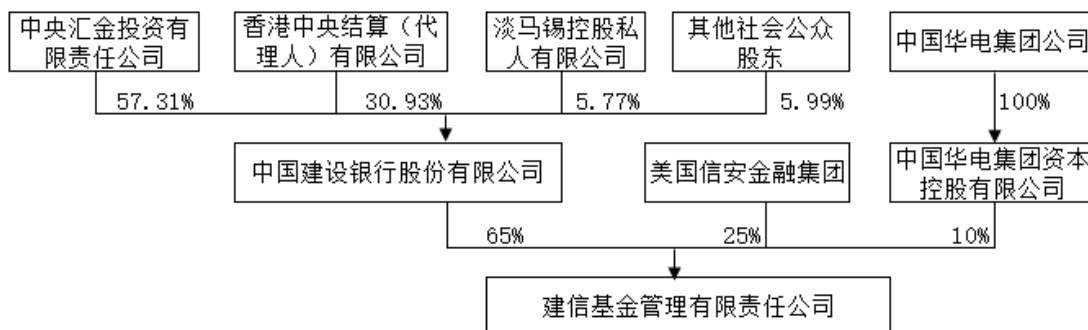 中央汇金投资有
限责任公司
香港中央结算（代
理人）有限公司
淡马锡控股私
人有限公司
其他社会公众
股东
中国华电集团公司
57.31%
30.93%
5.77%
5.99%
100%
中国建设银行股份有限公司
美国信安金融集团
中国华电集团资本
控股有限公司
65%
25%
10%
建信基金管理有限责任公司